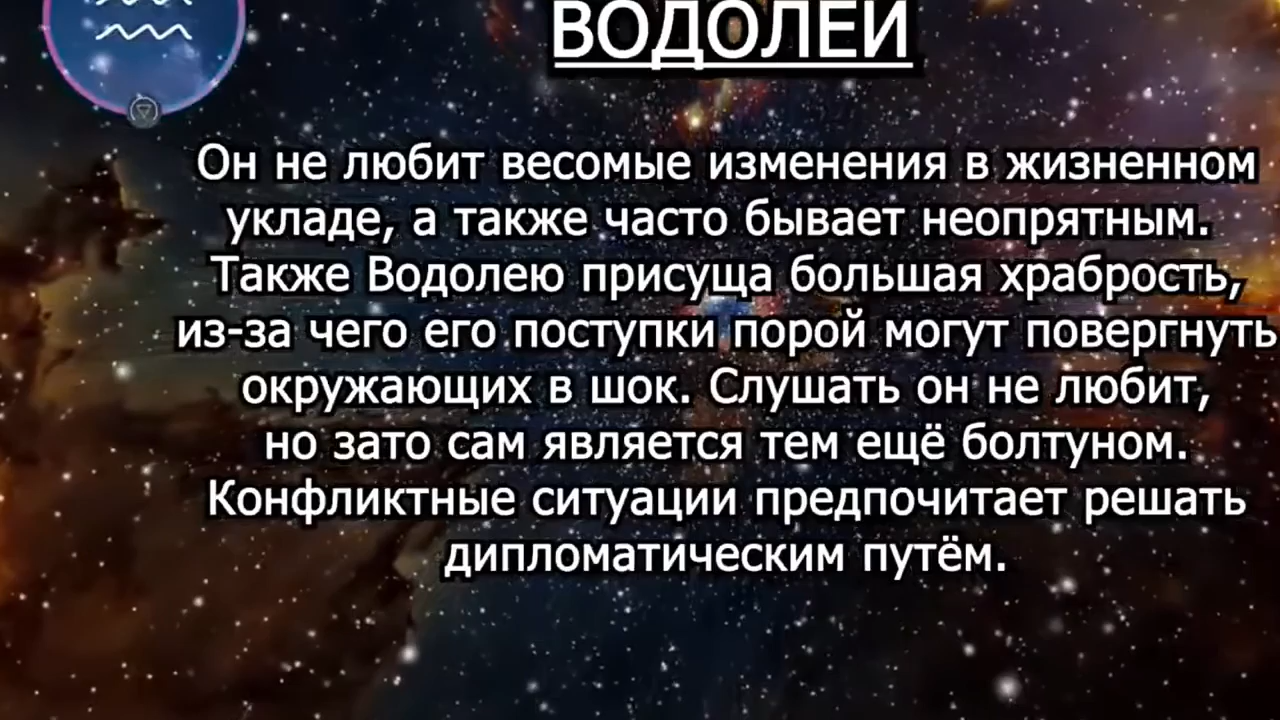 ВОДОЛЕЙ
Он не любит весомые изменения в жизненном
укладе, а также часто бывает неопрятным.
Также Водолею присуща большая храбрость,
из-за чего его поступки порой могут повергнуть
окружающих в шок. Слушать он не любит,
но зато сам является тем ещё болтуном.
Конфликтные ситуации предпочитает решать
дипломатическим путём.